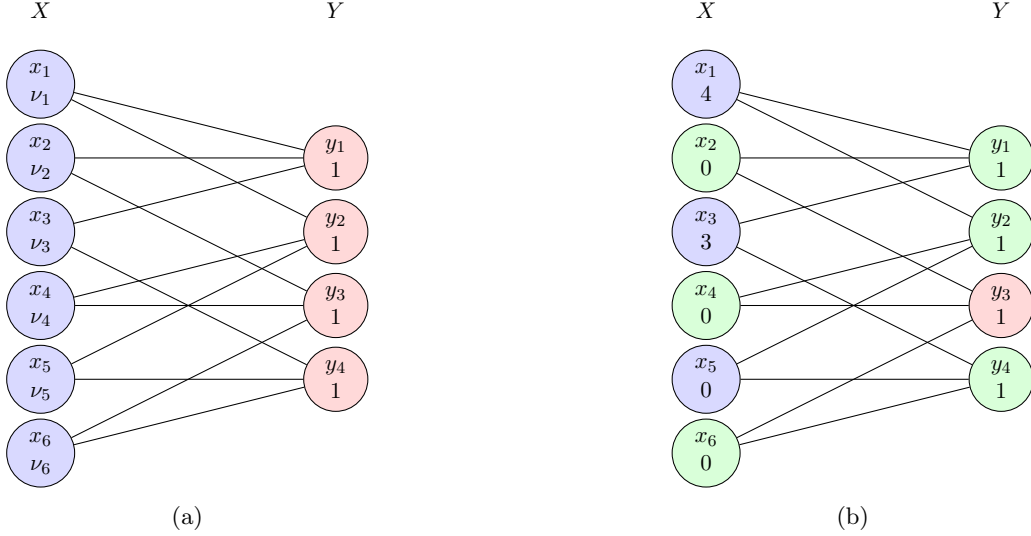 X
Y
x₁
ν₁
x₂
ν₂
x₃
ν₃
x₄
ν₄
x₅
ν₅
x₆
ν₆
y₁
1
y₂
1
y₃
1
y₄
1
(a)
X
Y
x₁
4
x₂
0
x₃
3
x₄
0
x₅
0
x₆
0
y₁
1
y₂
1
y₃
1
y₄
1
(b)